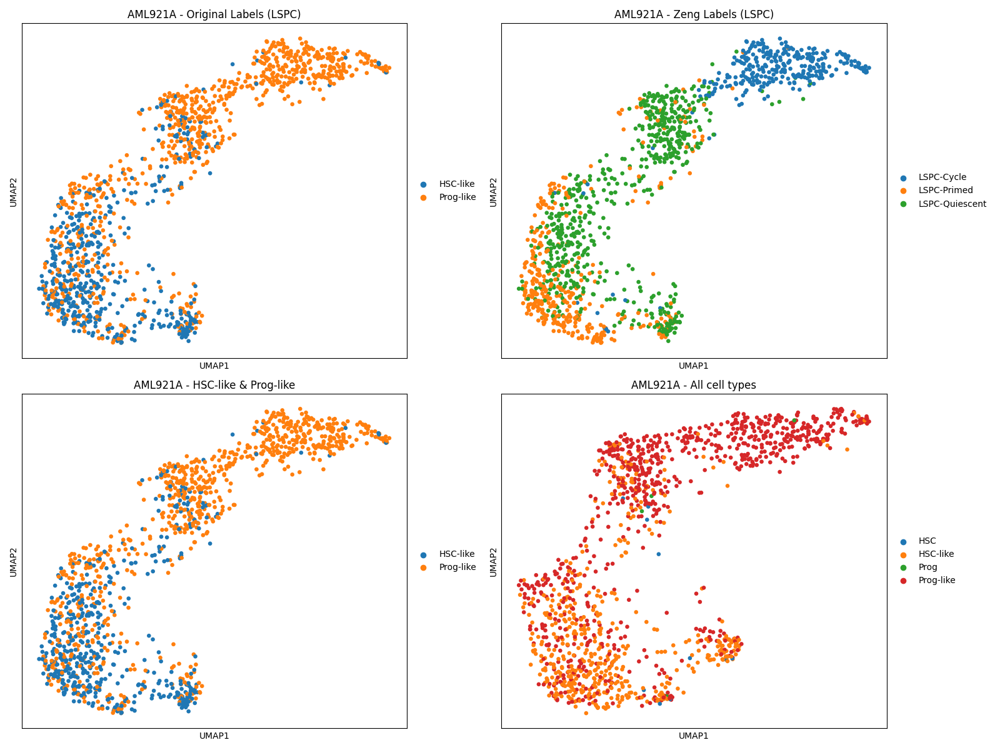 AML921A - Original Labels (LSPC)
UMAP2
UMAP1
HSC-like
Prog-like
AML921A - Zeng Labels (LSPC)
UMAP2
UMAP1
LSPC-Cycle
LSPC-Primed
LSPC-Quiescent
AML921A - HSC-like & Prog-like
UMAP2
UMAP1
HSC-like
Prog-like
AML921A - All cell types
UMAP2
UMAP1
HSC
HSC-like
Prog
Prog-like